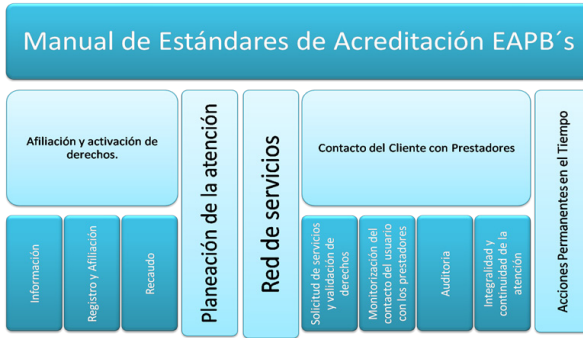 Manual de Estándares de Acreditación EAPB´s
Afiliación y activación de
derechos.
Información
Registro y Afiliación
Recaudo
Planeación de la atención
Red de servicios
Contacto del Cliente con Prestadores
Solicitud de servicios
y validación de
derechos
Monitorización del
contacto del usuario
con los prestadores
Auditoria
Integralidad y
continuidad de la
atención
Acciones Permanentes en el Tiempo